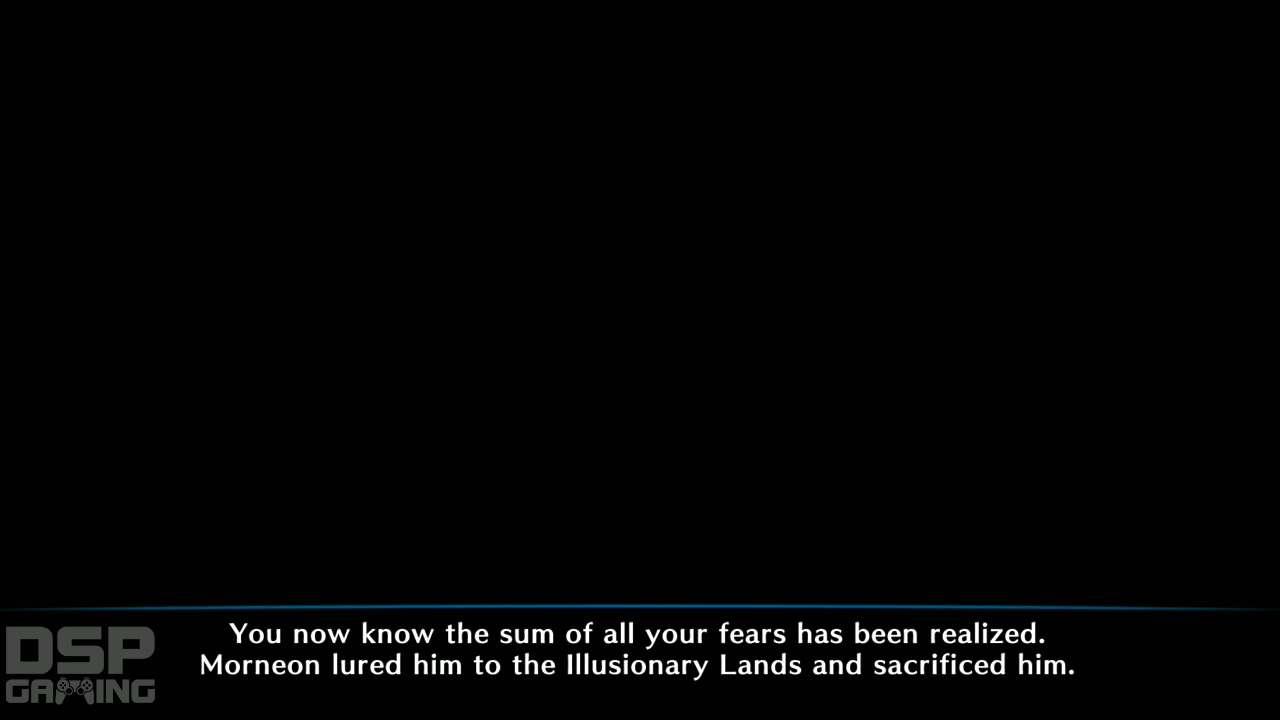 You now know the sum of all your fears has been realized.
Morneon lured him to the Illusionary Lands and sacrificed him.
DSP
GAMING